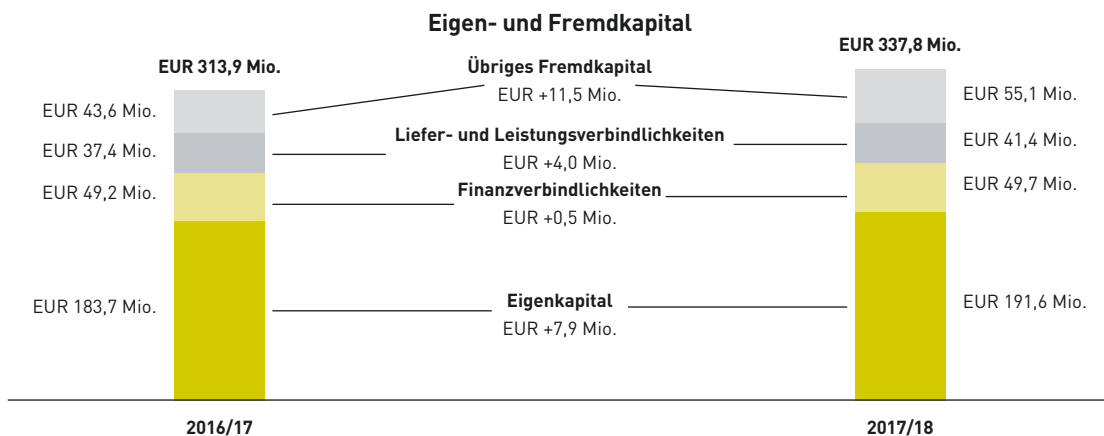 Eigen- und Fremdkapital
EUR 313,9 Mio.
EUR 337,8 Mio.
Übriges Fremdkapital
EUR +11,5 Mio.
EUR 43,6 Mio.
EUR 55,1 Mio.
Liefer- und Leistungsverbindlichkeiten
EUR +4,0 Mio.
EUR 37,4 Mio.
EUR 41,4 Mio.
Finanzverbindlichkeiten
EUR +0,5 Mio.
EUR 49,2 Mio.
EUR 49,7 Mio.
Eigenkapital
EUR +7,9 Mio.
EUR 183,7 Mio.
EUR 191,6 Mio.
2016/17
2017/18